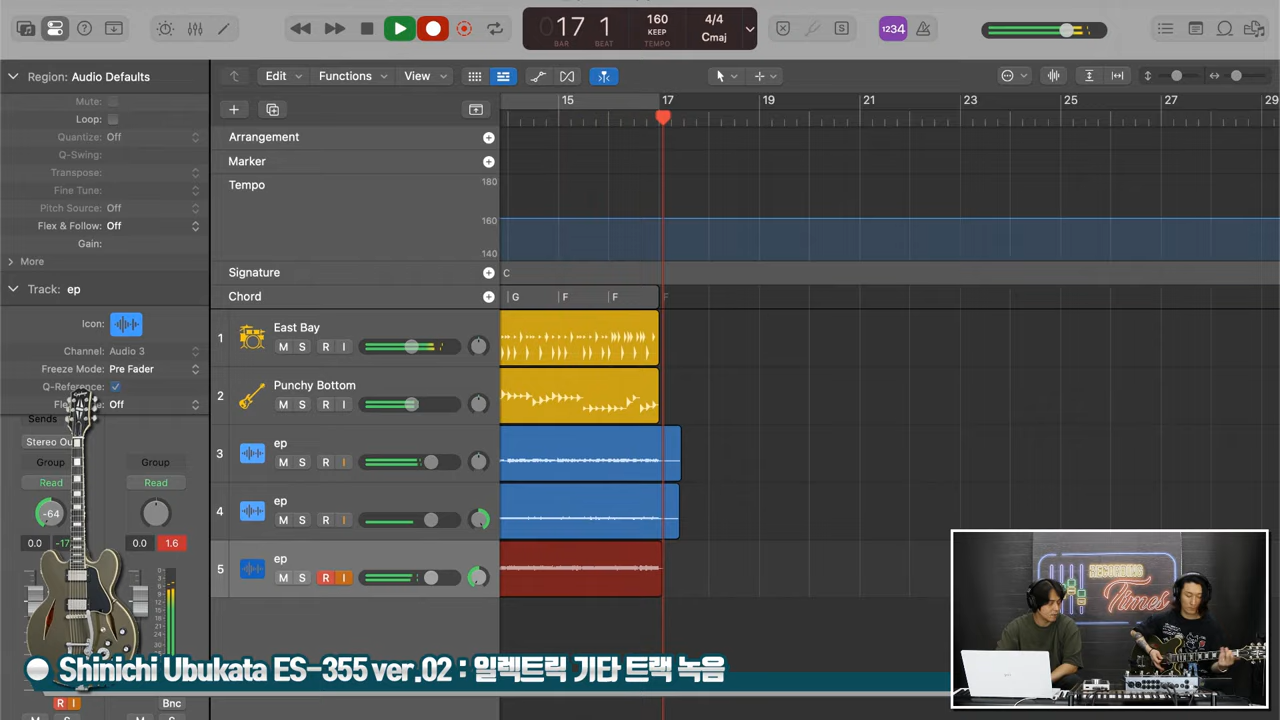 17 1
BAR BEAT
160
KEEP
TEMPO
4/4
Cmaj
1234
Region: Audio Defaults
Mute:
Loop:
Quantize: Off
Q-Swing:
Transpose:
Fine Tune:
Pitch Source: Off
Flex & Follow: Off
Gain:
More
Track: ep
Icon:
Channel: Audio 3
Freeze Mode: Pre Fader
Q-Reference:
Off
Sends
Stereo Ou
Group Group
Read Read
-64
0.0 -17 0.0 1.6
R I Bnc
M S M S
Edit Functions View
15 17 19 21 23 25 27 29
Arrangement
Marker
Tempo
180
160
140
Signature
C
Chord
G F F F
1 East Bay
M S R I
2 Punchy Bottom
M S R I
3 ep
M S R I
4 ep
M S R I
5 ep
M S R I
RECORDING
Times
Shinichi Ubukata ES-355 ver.02 : 일렉트릭 기타 트랙 녹음